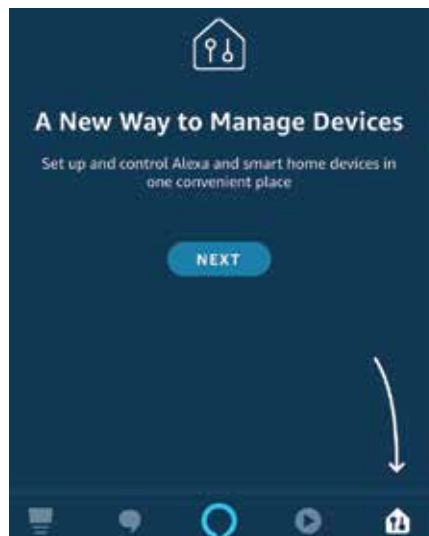 A New Way to Manage Devices
Set up and control Alexa and smart home devices in
one convenient place
NEXT